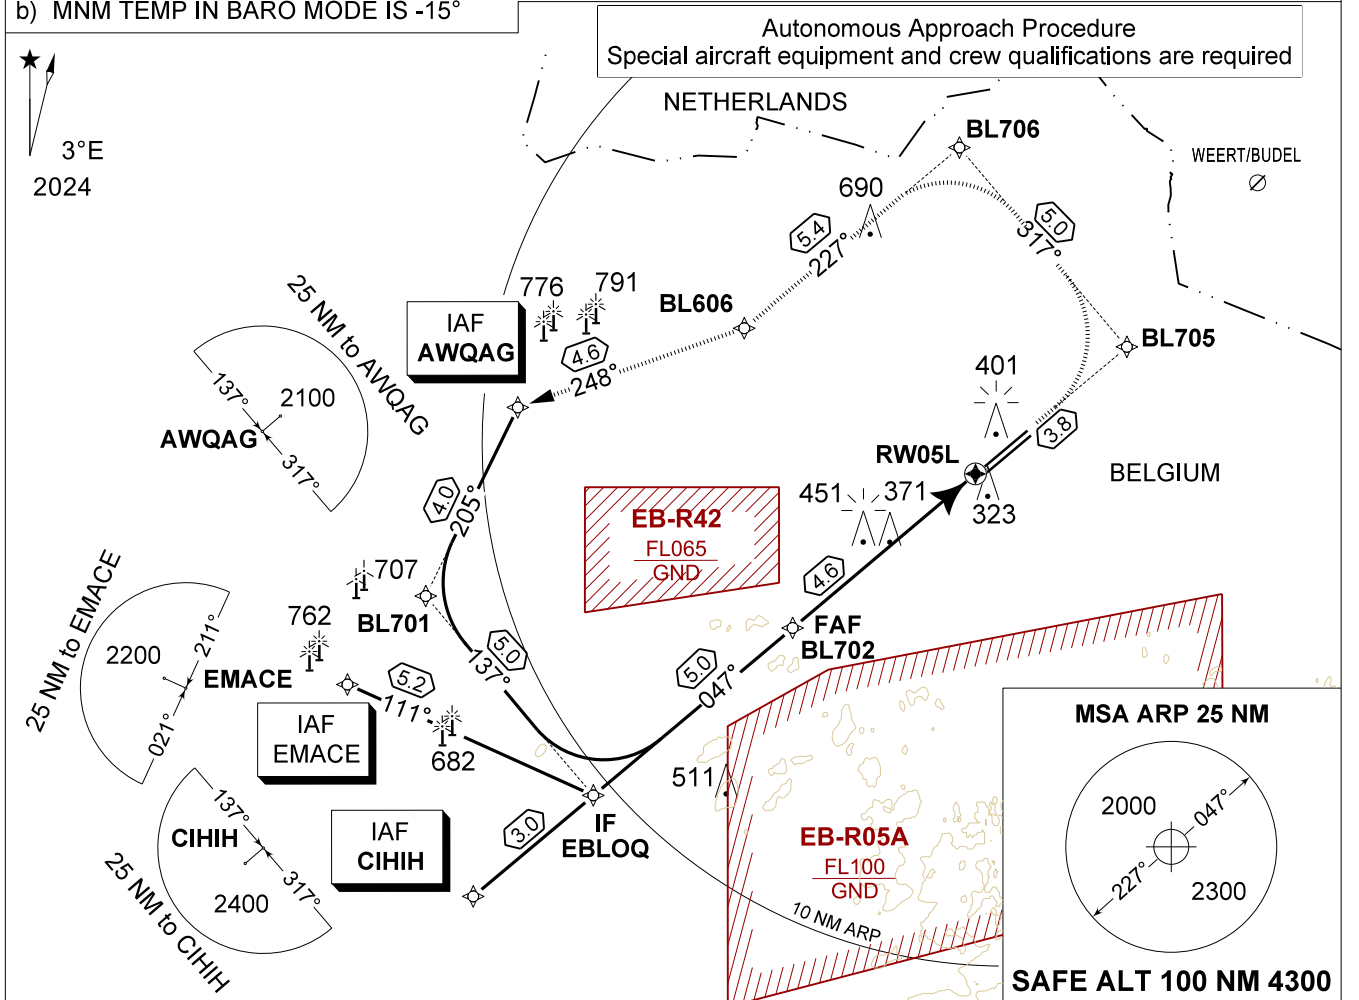 b) MNM TEMP IN BARO MODE IS -15°
Autonomous Approach Procedure
Special aircraft equipment and crew qualifications are required
3°E
2024
NETHERLANDS
BL706
WEERT/BUDEL
690
5.4
227°
5.0
317°
25 NM to AWQAG
137°
2100
AWQAG
317°
776
791
IAF
AWQAG
BL606
4.6
248°
BL705
401
3.8
RW05L
BELGIUM
323
451
371
EB-R42
FL065
GND
4.0
205°
707
BL701
762
4.6
FAF
BL702
25 NM to EMACE
211°
2200
EMACE
021°
5.2
111°
5.0
137°
5.0
047°
IAF
EMACE
682
511
IF
EBLOQ
3.0
IAF
CIHIH
137°
CIHIH
317°
2400
25 NM to CIHIH
EB-R05A
FL100
GND
10 NM ARP
MSA ARP 25 NM
2000
047°
227°
2300
SAFE ALT 100 NM 4300